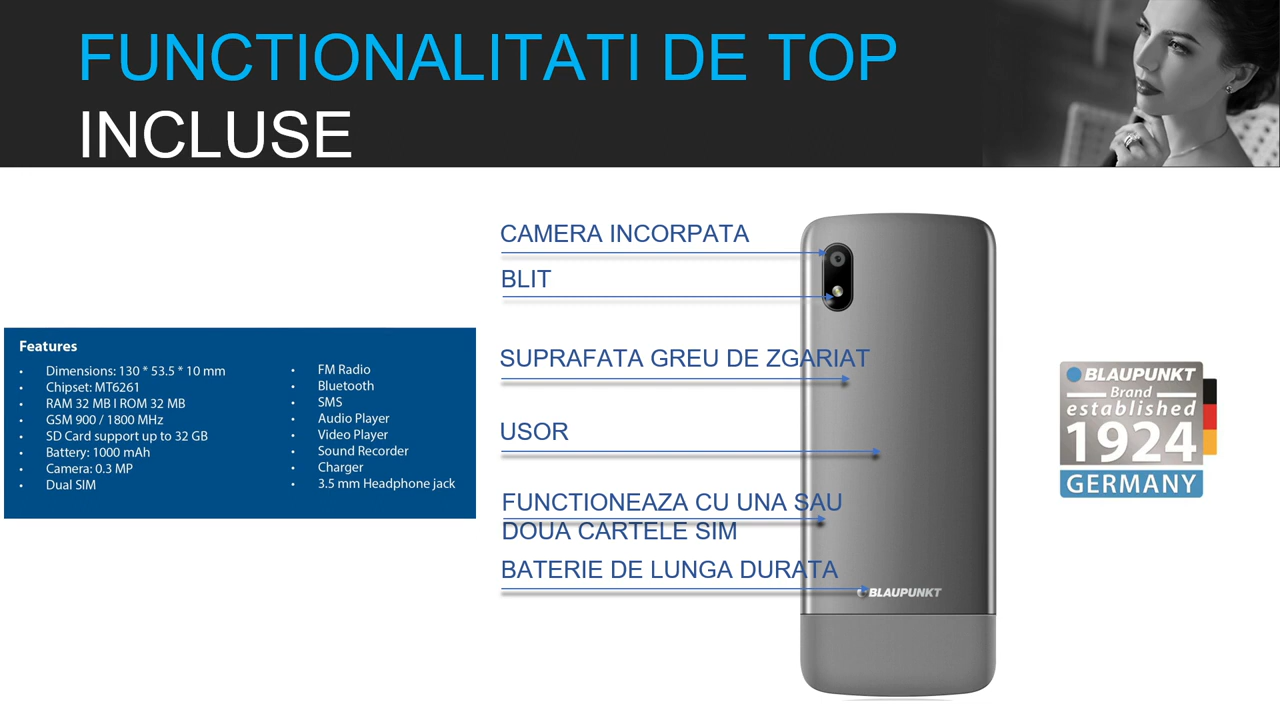 FUNCTIONALITATI DE TOP
INCLUSE
CAMERA INCORPATA
BLIT
SUPRAFATA GREU DE ZGARIAT
USOR
FUNCTIONEAZA CU UNA SAU
DOUA CARTELE SIM
BATERIE DE LUNGA DURATA
Features
• Dimensions: 130 * 53.5 * 10 mm
• Chipset: MT6261
• RAM 32 MB I ROM 32 MB
• GSM 900 / 1800 MHz
• SD Card support up to 32 GB
• Battery: 1000 mAh
• Camera: 0.3 MP
• Dual SIM
• FM Radio
• Bluetooth
• SMS
• Audio Player
• Video Player
• Sound Recorder
• Charger
• 3.5 mm Headphone jack
BLAUPUNKT
BLAUPUNKT
Brand
established
1924
GERMANY